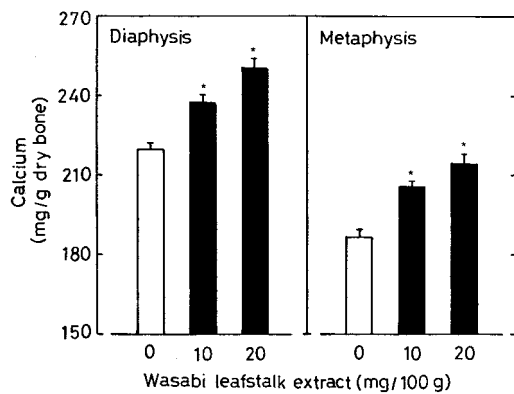 270
240
210
180
150
Calcium
(mg/g dry bone)
Diaphysis
*
*
Metaphysis
*
*
0 10 20 0 10 20
Wasabi leafstalk extract (mg/100 g)